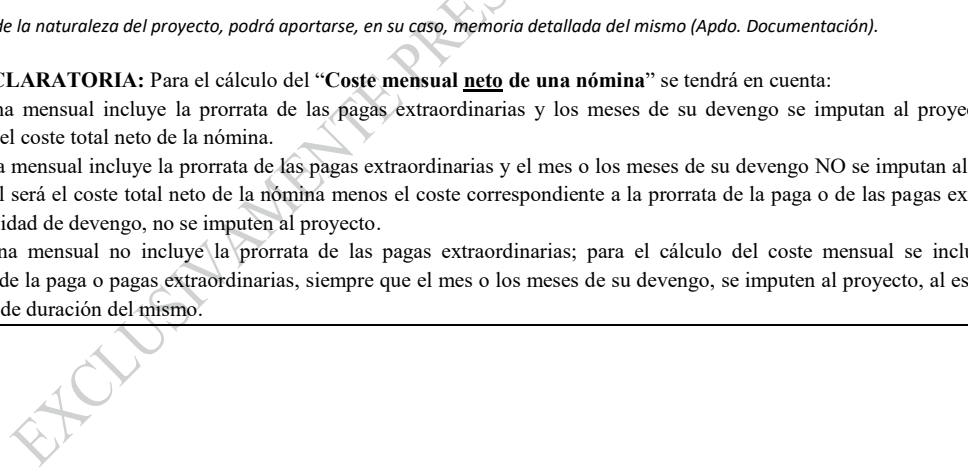 de la naturaleza del proyecto, podrá aportarse, en su caso, memoria detallada del mismo (Apdo. Documentación).
CLARATORIA: Para el cálculo del “Coste mensual neto de una nómina” se tendrá en cuenta:
na mensual incluye la prorrata de las pagas extraordinarias y los meses de su devengo se imputan al proye
el coste total neto de la nómina.
a mensual incluye la prorrata de las pagas extraordinarias y el mes o los meses de su devengo NO se imputan al
l será el coste total neto de la nómina menos el coste correspondiente a la prorrata de la paga o de las pagas ex
idad de devengo, no se imputen al proyecto.
na mensual no incluye la prorrata de las pagas extraordinarias; para el cálculo del coste mensual se incl
de la paga o pagas extraordinarias, siempre que el mes o los meses de su devengo, se imputen al proyecto, al es
de duración del mismo.
EXCLUSIVAMENTE PRES